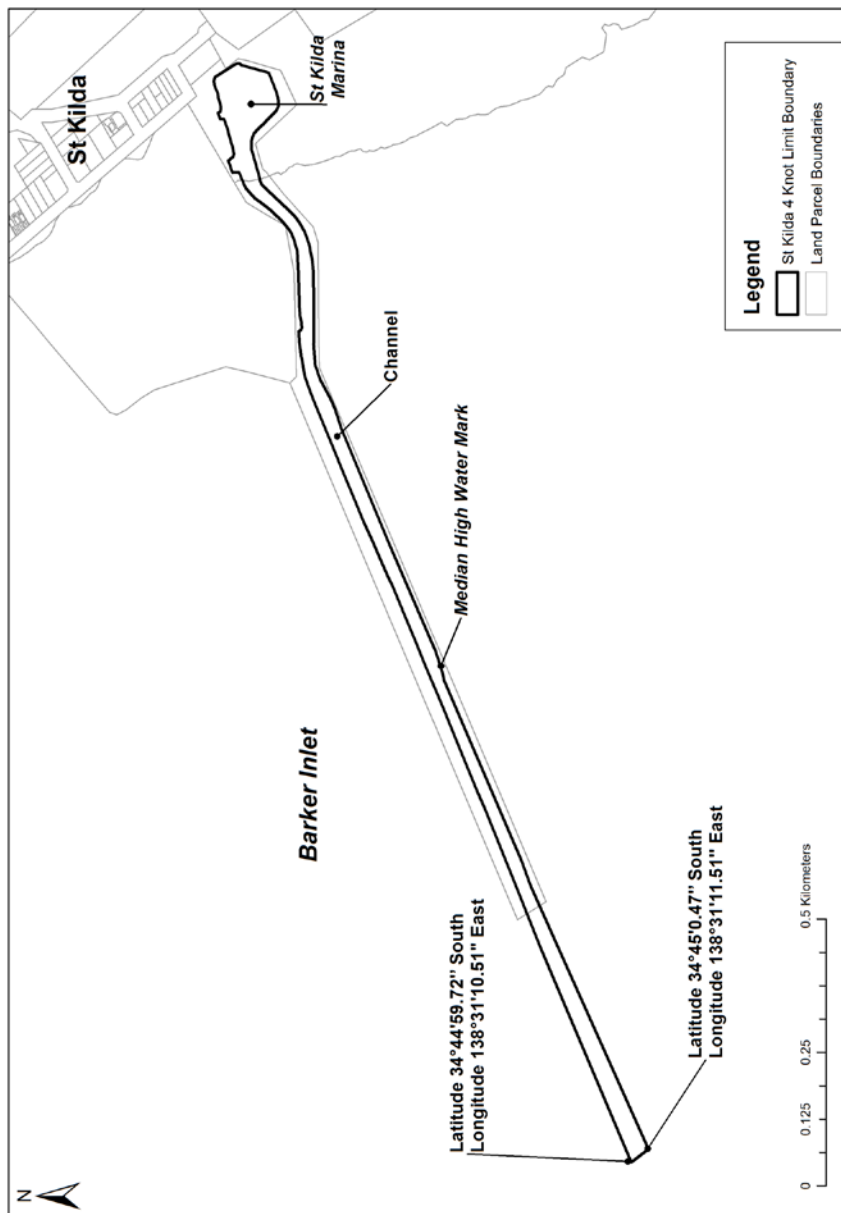 N
St Kilda
St Kilda
Marina
Channel
Median High Water Mark
Barker Inlet
Latitude 34°44'59.72" South
Longitude 138°31'10.51" East
Latitude 34°45'0.47" South
Longitude 138°31'11.51" East
0 0.125 0.25 0.5 Kilometers
Legend
St Kilda 4 Knot Limit Boundary
Land Parcel Boundaries